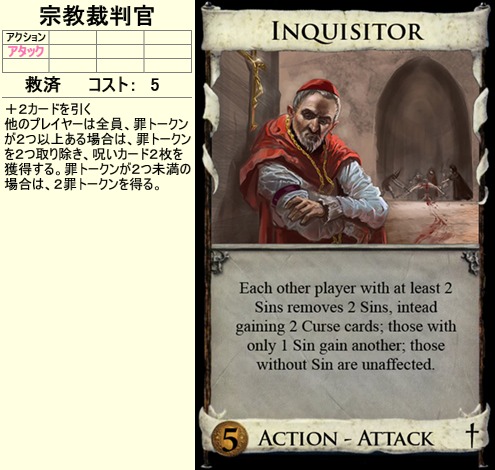 宗教裁判官
アクション
アタック
救済 コスト： 5
＋２カードを引く
他のプレイヤーは全員、罪トークン
が２つ以上ある場合は、罪トークン
を２つ取り除き、呪いカード２枚を
獲得する。罪トークンが２つ未満の
場合は、２罪トークンを得る。
INQUISITOR
Each other player with at least 2
Sins removes 2 Sins, intead
gaining 2 Curse cards; those with
only 1 Sin gain another; those
without Sin are unaffected.
5 ACTION - ATTACK